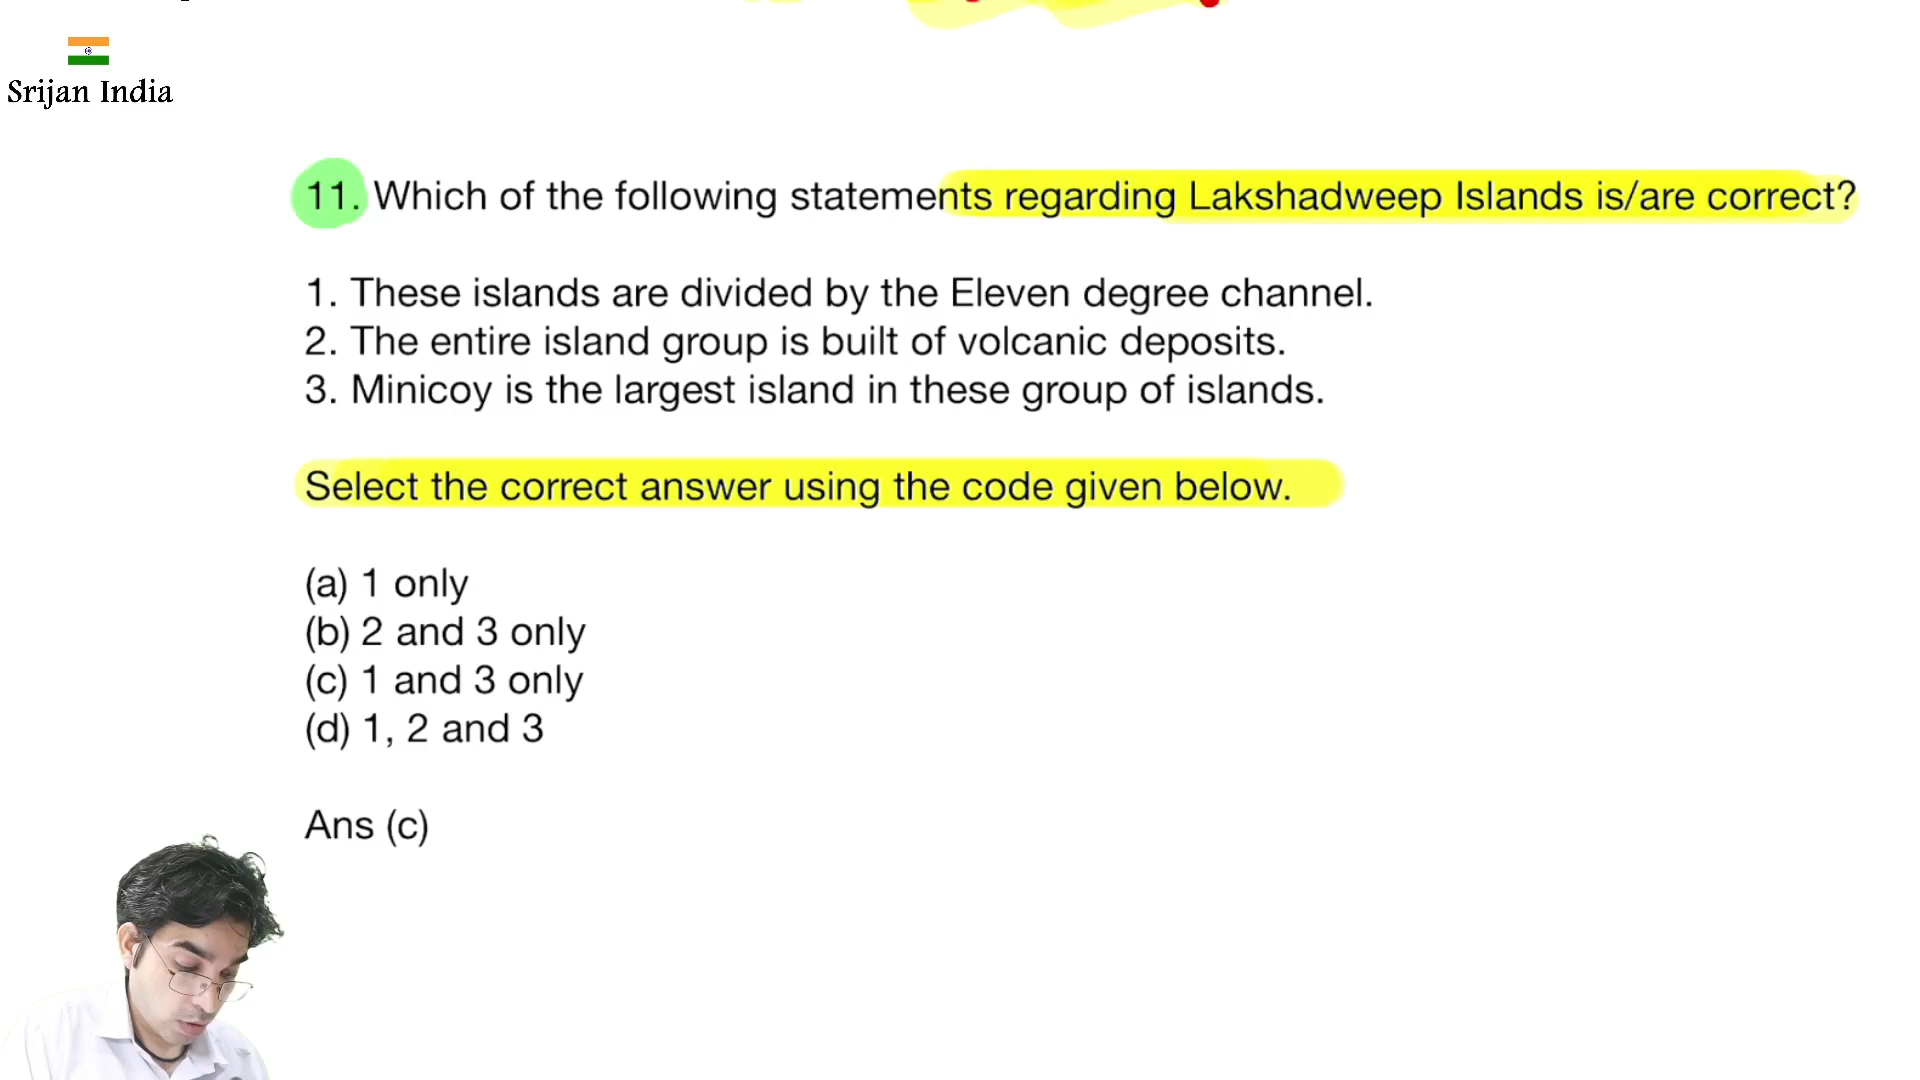 Srijan India
11. Which of the following statements regarding Lakshadweep Islands is/are correct?
1. These islands are divided by the Eleven degree channel.
2. The entire island group is built of volcanic deposits.
3. Minicoy is the largest island in these group of islands.
Select the correct answer using the code given below.
(a) 1 only
(b) 2 and 3 only
(c) 1 and 3 only
(d) 1, 2 and 3
Ans (c)